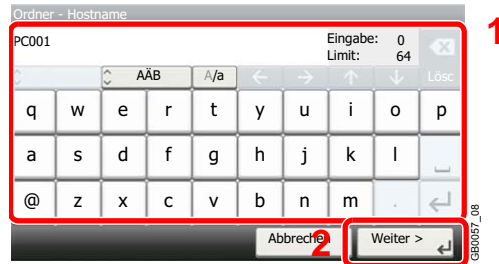 Ordner - Hostname
1
PC001
Eingabe: 0
Limit: 64
AÄB A/a ← → ↑ ↓ Lösc
q w e r t y u i o p
a s d f g h j k l
@ z x c v b n m .
2
Abbrechen Weiter >
GB0057_08